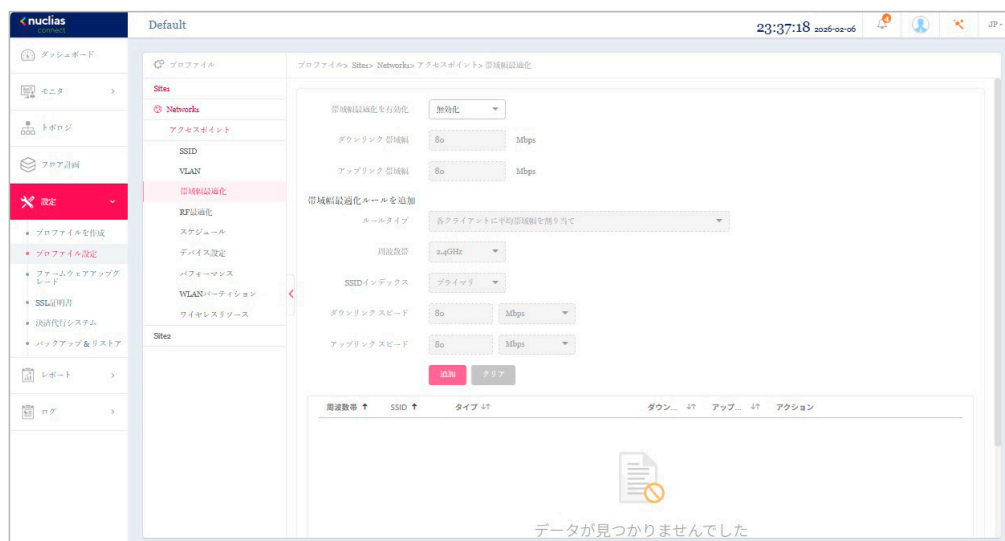 nuclias
connect
Default
23:37:18 2026-02-06
4
JP
ダッシュボード
モニタ
トポロジ
フロア計画
設定
プロファイルを作成
プロファイル設定
ファームウェアアップグ
レード
SSL証明書
決済代行システム
バックアップ&リストア
レポート
ログ
プロファイル
Site1
Network1
アクセスポイント
SSID
VLAN
帯域幅最適化
RF最適化
スケジュール
デバイス設定
パフォーマンス
WLANパーティション
ワイヤレスリソース
Site2
プロファイル> Site1> Network1> アクセスポイント> 帯域幅最適化
帯域幅最適化を有効化 無効化
ダウンリンク 帯域幅 80 Mbps
アップリンク 帯域幅 80 Mbps
帯域幅最適化ルールを追加
ルールタイプ 各クライアントに平均帯域幅を割り当て
周波数帯 2.4GHz
SSIDインデックス プライマリ
ダウンリンク スピード 80 Mbps
アップリンク スピード 80 Mbps
追加 クリア
周波数帯 ↑ SSID ↑ タイプ ↓↑ ダウン... ↓↑ アップ... ↓↑ アクション
データが見つかりませんでした